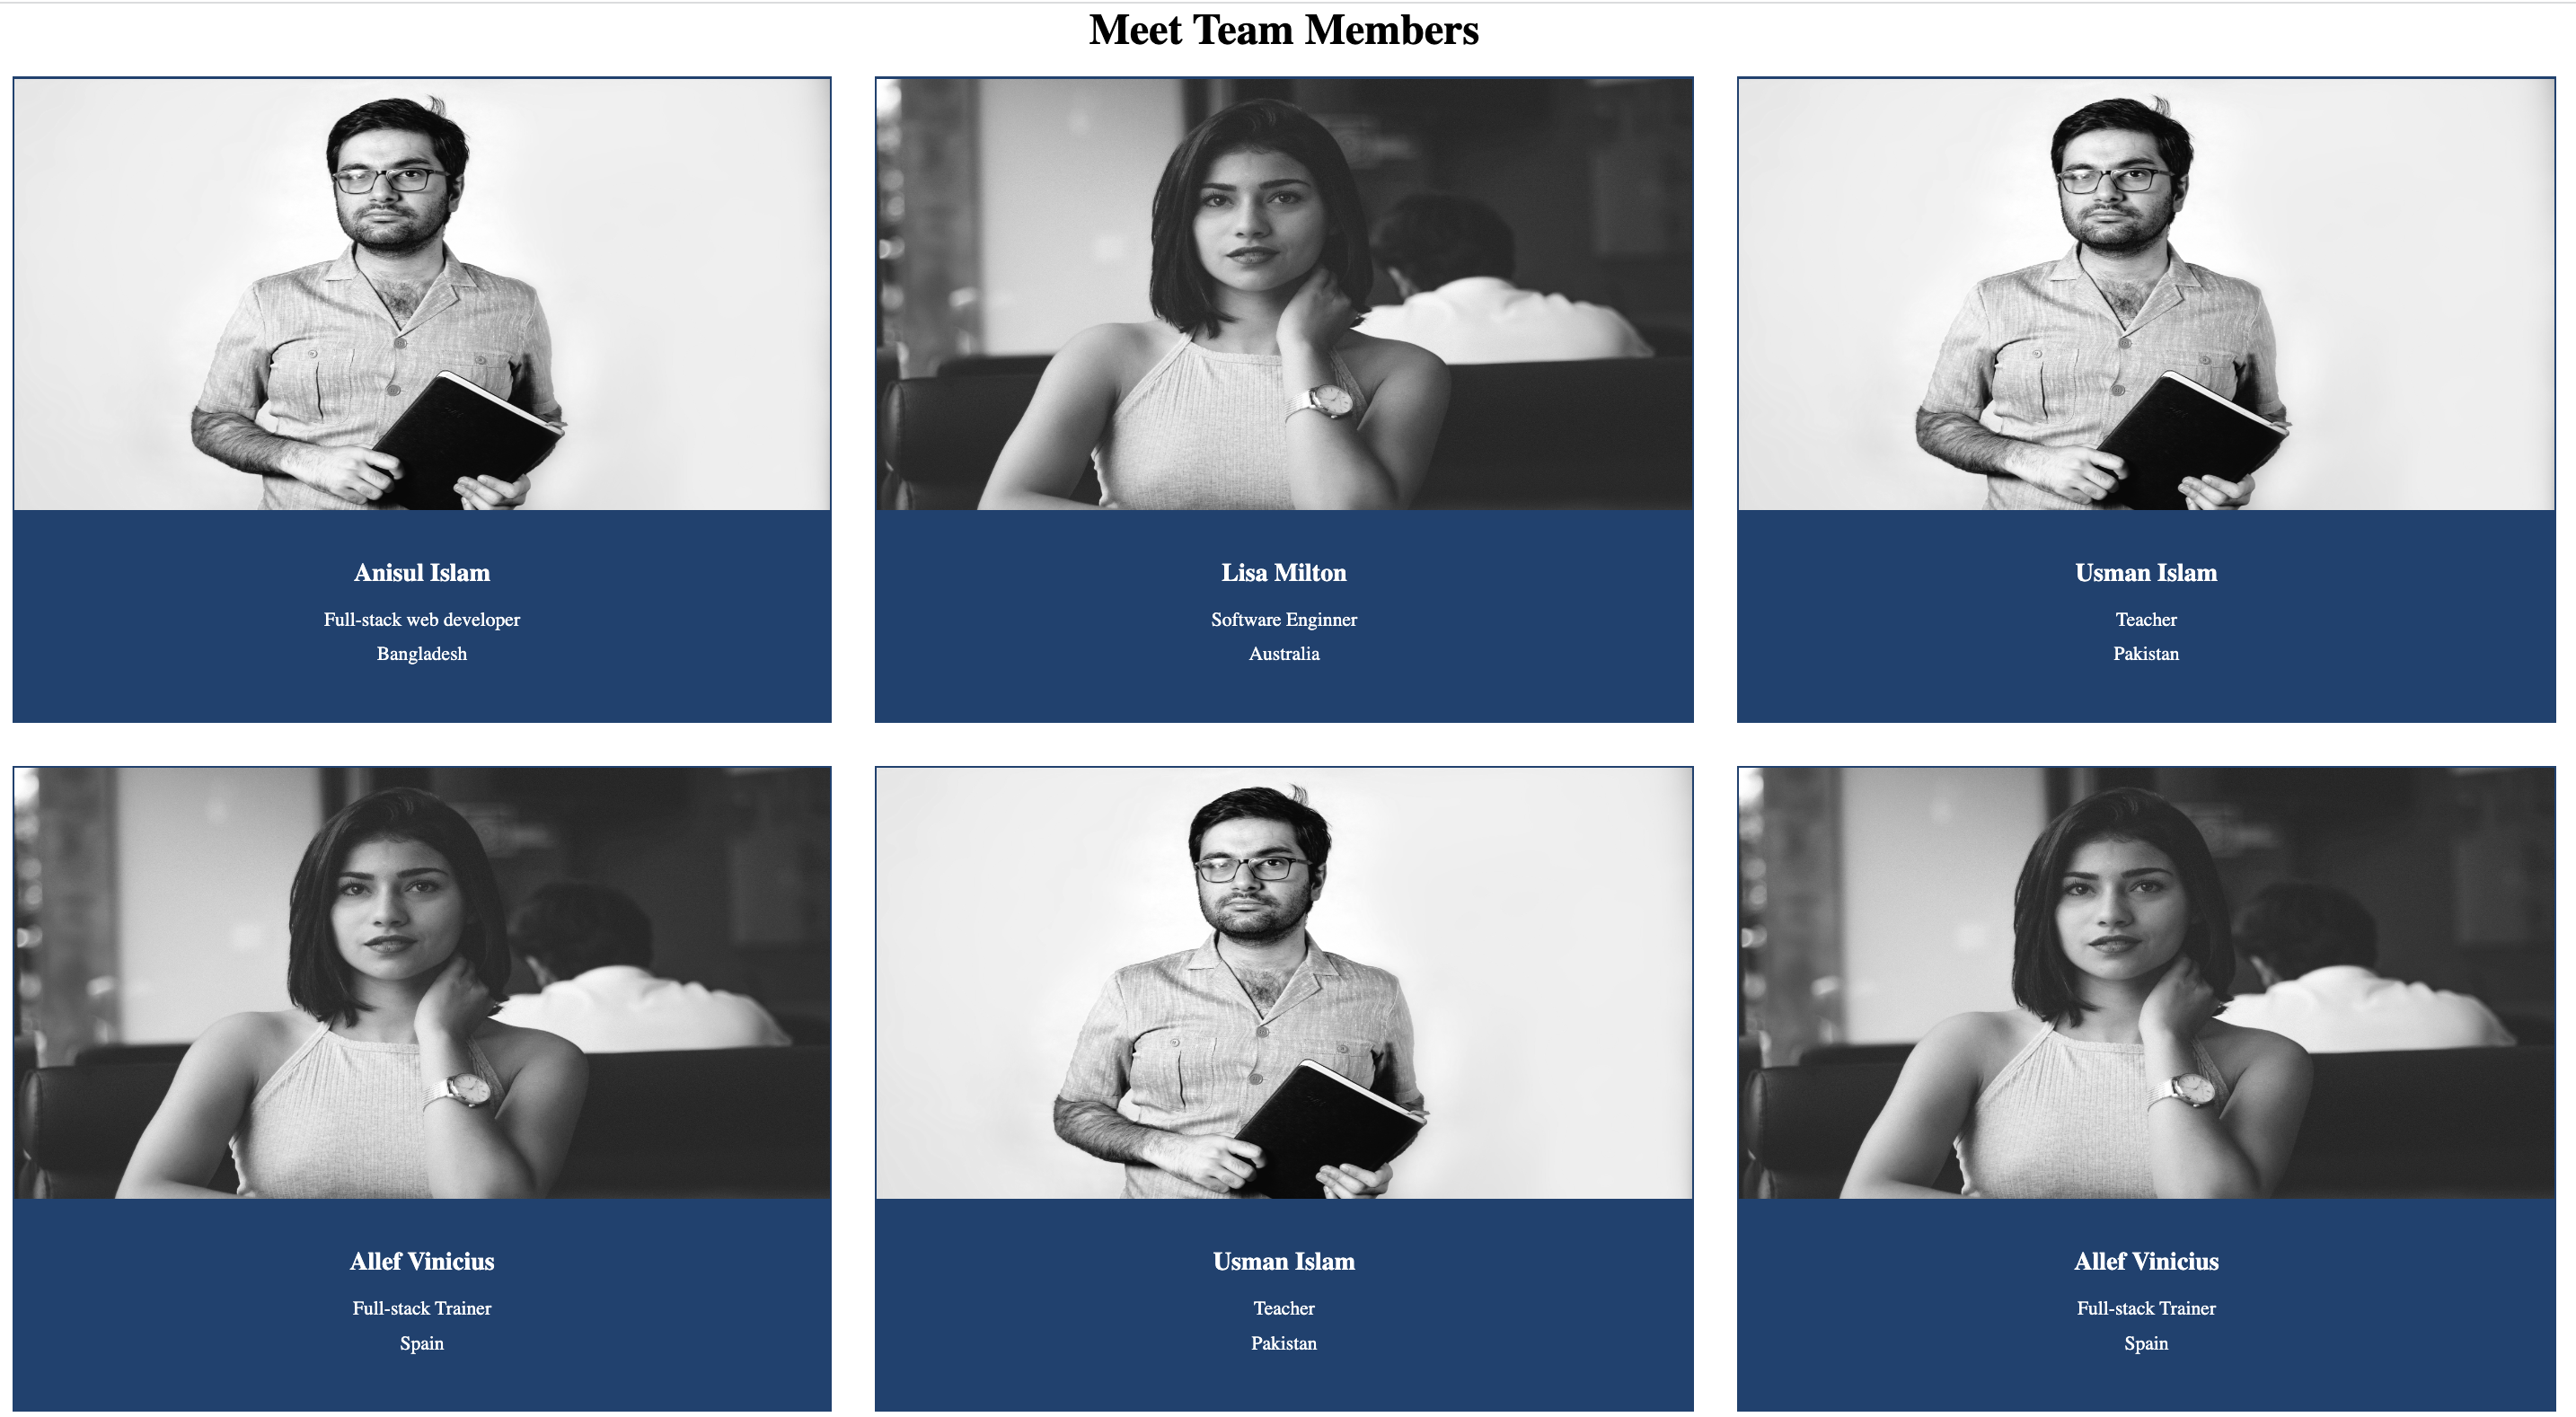 Meet Team Members
Anisul Islam
Full-stack web developer
Bangladesh
Lisa Milton
Software Enginner
Australia
Usman Islam
Teacher
Pakistan
Allef Vinicius
Full-stack Trainer
Spain
Usman Islam
Teacher
Pakistan
Allef Vinicius
Full-stack Trainer
Spain